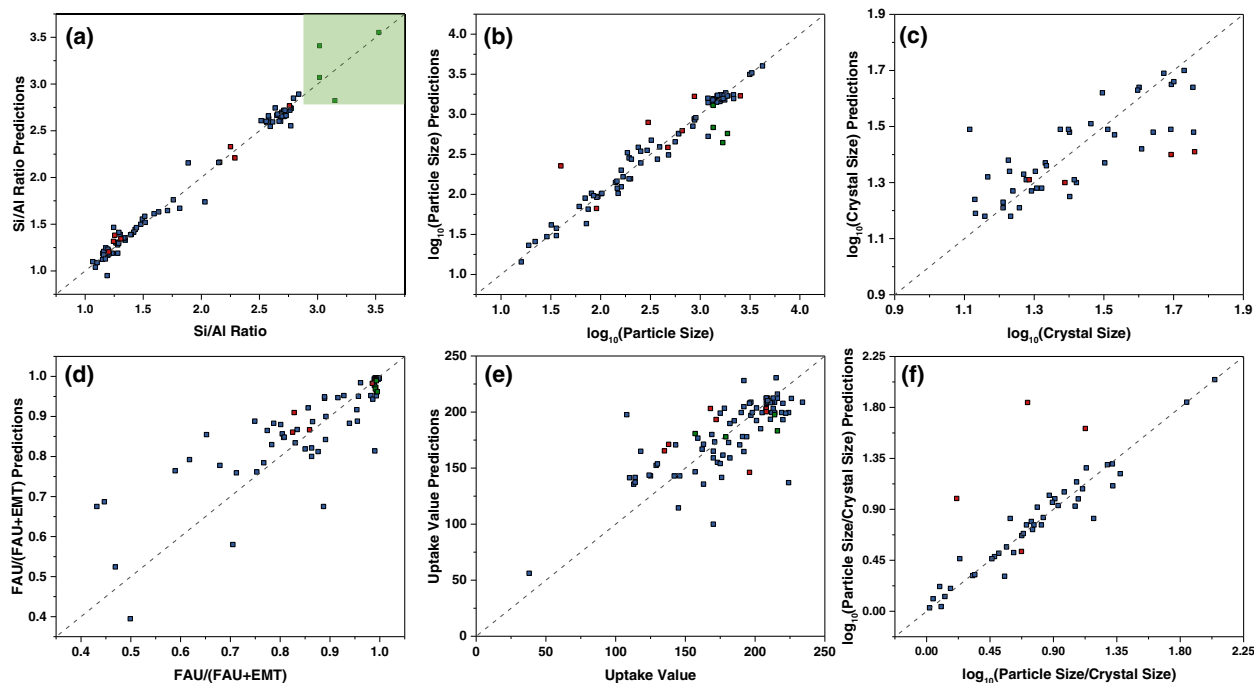 (a)
Si/Al Ratio Predictions
3.5
3.0
2.5
2.0
1.5
1.0
1.0 1.5 2.0 2.5 3.0 3.5
Si/Al Ratio
(b)
log10(Particle Size) Predictions
4.0
3.5
3.0
2.5
2.0
1.5
1.0
1.0 1.5 2.0 2.5 3.0 3.5 4.0
log10(Particle Size)
(c)
log10(Crystal Size) Predictions
1.9
1.7
1.5
1.3
1.1
0.9
0.9 1.1 1.3 1.5 1.7 1.9
log10(Crystal Size)
(d)
FAU/(FAU+EMT) Predictions
1.0
0.9
0.8
0.7
0.6
0.5
0.4
0.4 0.5 0.6 0.7 0.8 0.9 1.0
FAU/(FAU+EMT)
(e)
Uptake Value Predictions
250
200
150
100
50
0
0 50 100 150 200 250
Uptake Value
(f)
log10(Particle Size/Crystal Size) Predictions
2.25
1.80
1.35
0.90
0.45
0.00
0.00 0.45 0.90 1.35 1.80 2.25
log10(Particle Size/Crystal Size)